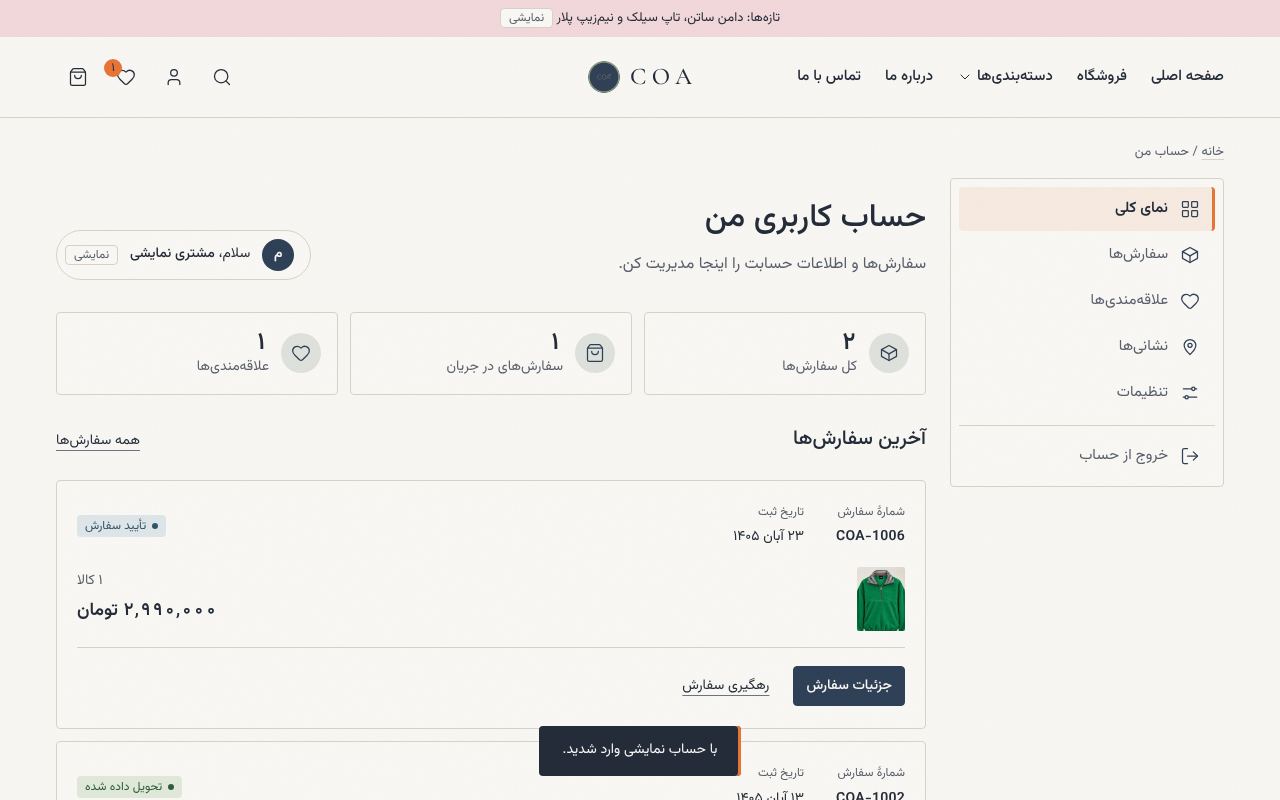 تازه‌ها: دامن ساتن، تاپ سیلک و نیم‌زیپ پلار نمایشی
صفحه اصلی
فروشگاه
دسته‌بندی‌ها
درباره ما
تماس با ما
COA
۱
خانه / حساب من
نمای کلی
سفارش‌ها
علاقه‌مندی‌ها
نشانی‌ها
تنظیمات
خروج از حساب
حساب کاربری من
سفارش‌ها و اطلاعات حسابت را اینجا مدیریت کن.
م سلام، مشتری نمایشی نمایشی
۲
کل سفارش‌ها
۱
سفارش‌های در جریان
۱
علاقه‌مندی‌ها
آخرین سفارش‌ها
همه سفارش‌ها
شمارهٔ سفارش
COA-1006
تاریخ ثبت
۲۳ آبان ۱۴۰۵
تأیید سفارش
۱ کالا
۲,۹۹۰,۰۰۰ تومان
جزئیات سفارش
رهگیری سفارش
با حساب نمایشی وارد شدید.
شمارهٔ سفارش
COA-1002
تاریخ ثبت
۱۳ آبان ۱۴۰۵
تحویل داده شده